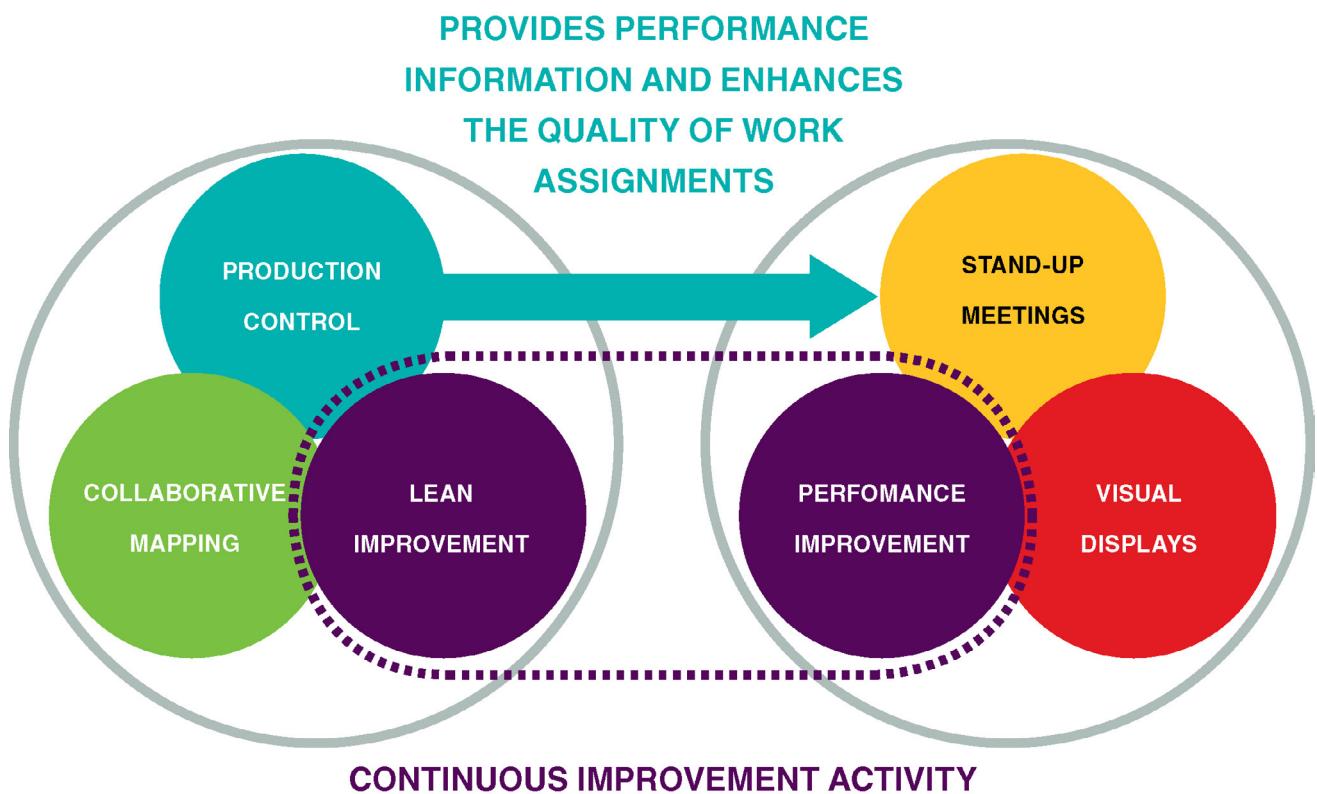 PROVIDES PERFORMANCE
INFORMATION AND ENHANCES
THE QUALITY OF WORK
ASSIGNMENTS
PRODUCTION
CONTROL
STAND-UP
MEETINGS
COLLABORATIVE
MAPPING
LEAN
IMPROVEMENT
PERFOMANCE
IMPROVEMENT
VISUAL
DISPLAYS
CONTINUOUS IMPROVEMENT ACTIVITY